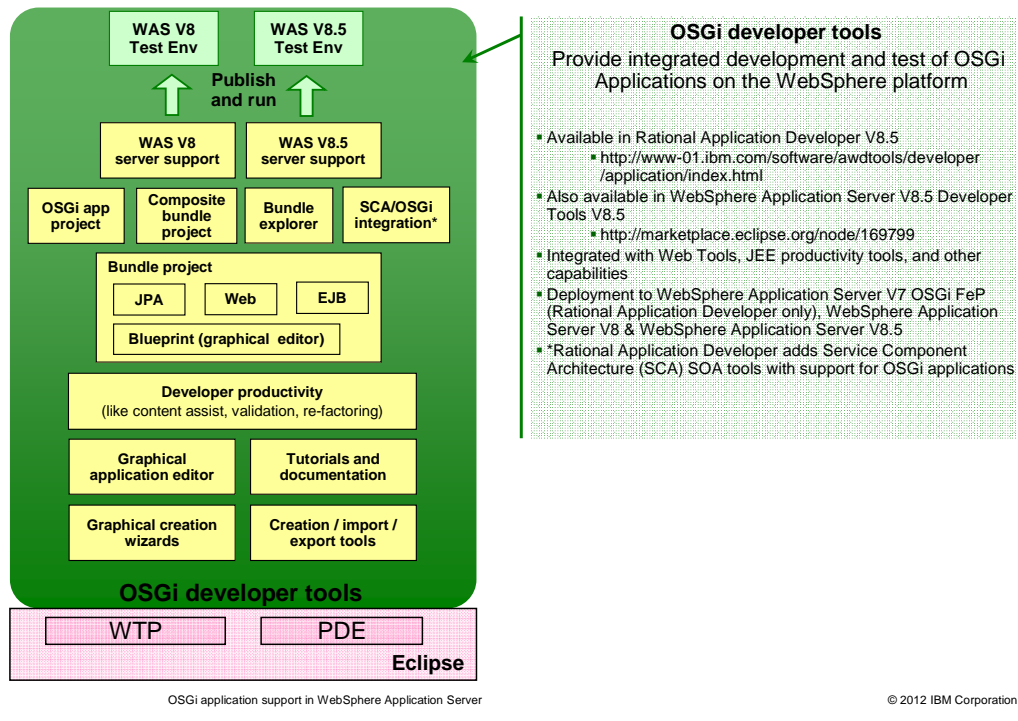 WAS V8
Test Env
WAS V8.5
Test Env
Publish
and run
WAS V8
server support
WAS V8.5
server support
OSGi app
project
Composite
bundle
project
Bundle
explorer
SCA/OSGi
integration*
Bundle project
JPA
Web
EJB
Blueprint (graphical editor)
Developer productivity
(like content assist, validation, re-factoring)
Graphical
application editor
Tutorials and
documentation
Graphical creation
wizards
Creation / import /
export tools
OSGi developer tools
WTP
PDE
Eclipse
OSGi developer tools
Provide integrated development and test of OSGi
Applications on the WebSphere platform
▪ Available in Rational Application Developer V8.5
▪ http://www-01.ibm.com/software/awdtools/developer
/application/index.html
▪ Also available in WebSphere Application Server V8.5 Developer
Tools V8.5
▪ http://marketplace.eclipse.org/node/169799
▪ Integrated with Web Tools, JEE productivity tools, and other
capabilities
▪ Deployment to WebSphere Application Server V7 OSGi FeP
(Rational Application Developer only), WebSphere Application
Server V8 & WebSphere Application Server V8.5
▪ *Rational Application Developer adds Service Component
Architecture (SCA) SOA tools with support for OSGi applications
OSGi application support in WebSphere Application Server
© 2012 IBM Corporation